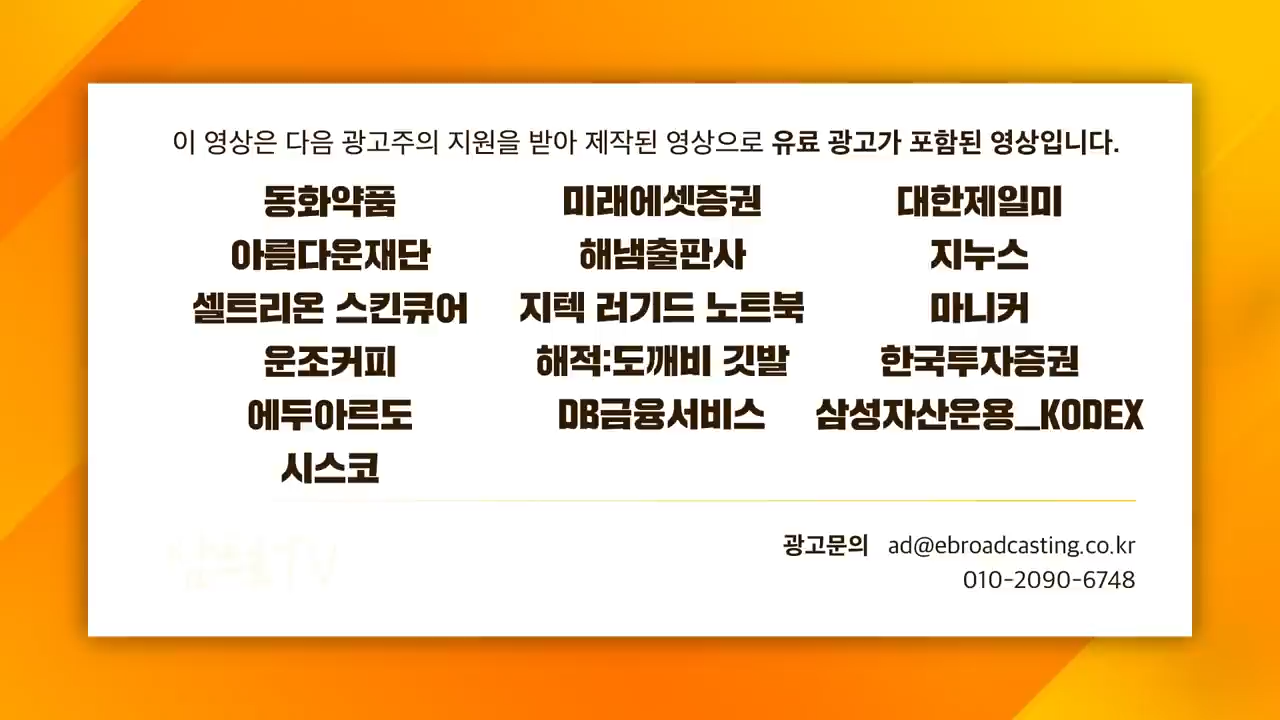 이 영상은 다음 광고주의 지원을 받아 제작된 영상으로 유료 광고가 포함된 영상입니다.
동화약품 미래에셋증권 대한제일미
아름다운재단 해냄출판사 지누스
셀트리온 스킨큐어 지텍 러기드 노트북 마니커
운조커피 해적:도깨비 깃발 한국투자증권
에두아르도 DB금융서비스 삼성자산운용_KODEX
시스코
광고문의 ad@ebroadcasting.co.kr
010-2090-6748